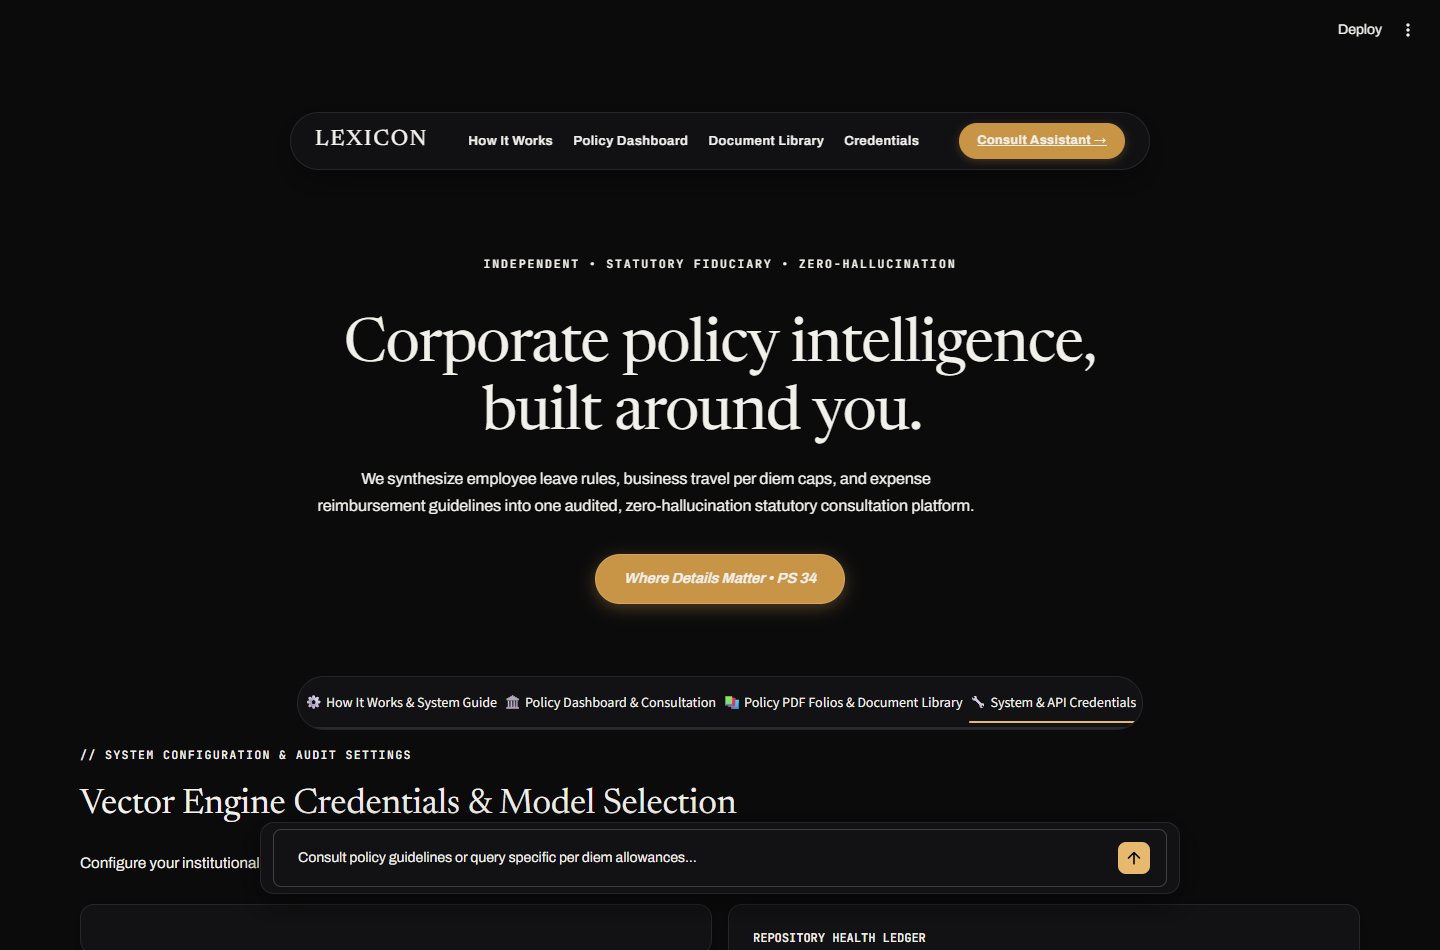 Deploy
LEXICON
How It Works
Policy Dashboard
Document Library
Credentials
Consult Assistant →
INDEPENDENT • STATUTORY FIDUCIARY • ZERO-HALLUCINATION
Corporate policy intelligence,
built around you.
We synthesize employee leave rules, business travel per diem caps, and expense
reimbursement guidelines into one audited, zero-hallucination statutory consultation platform.
Where Details Matter • PS 34
How It Works & System Guide
Policy Dashboard & Consultation
Policy PDF Folios & Document Library
System & API Credentials
// SYSTEM CONFIGURATION & AUDIT SETTINGS
Vector Engine Credentials & Model Selection
Configure your institutional
Consult policy guidelines or query specific per diem allowances...
REPOSITORY HEALTH LEDGER